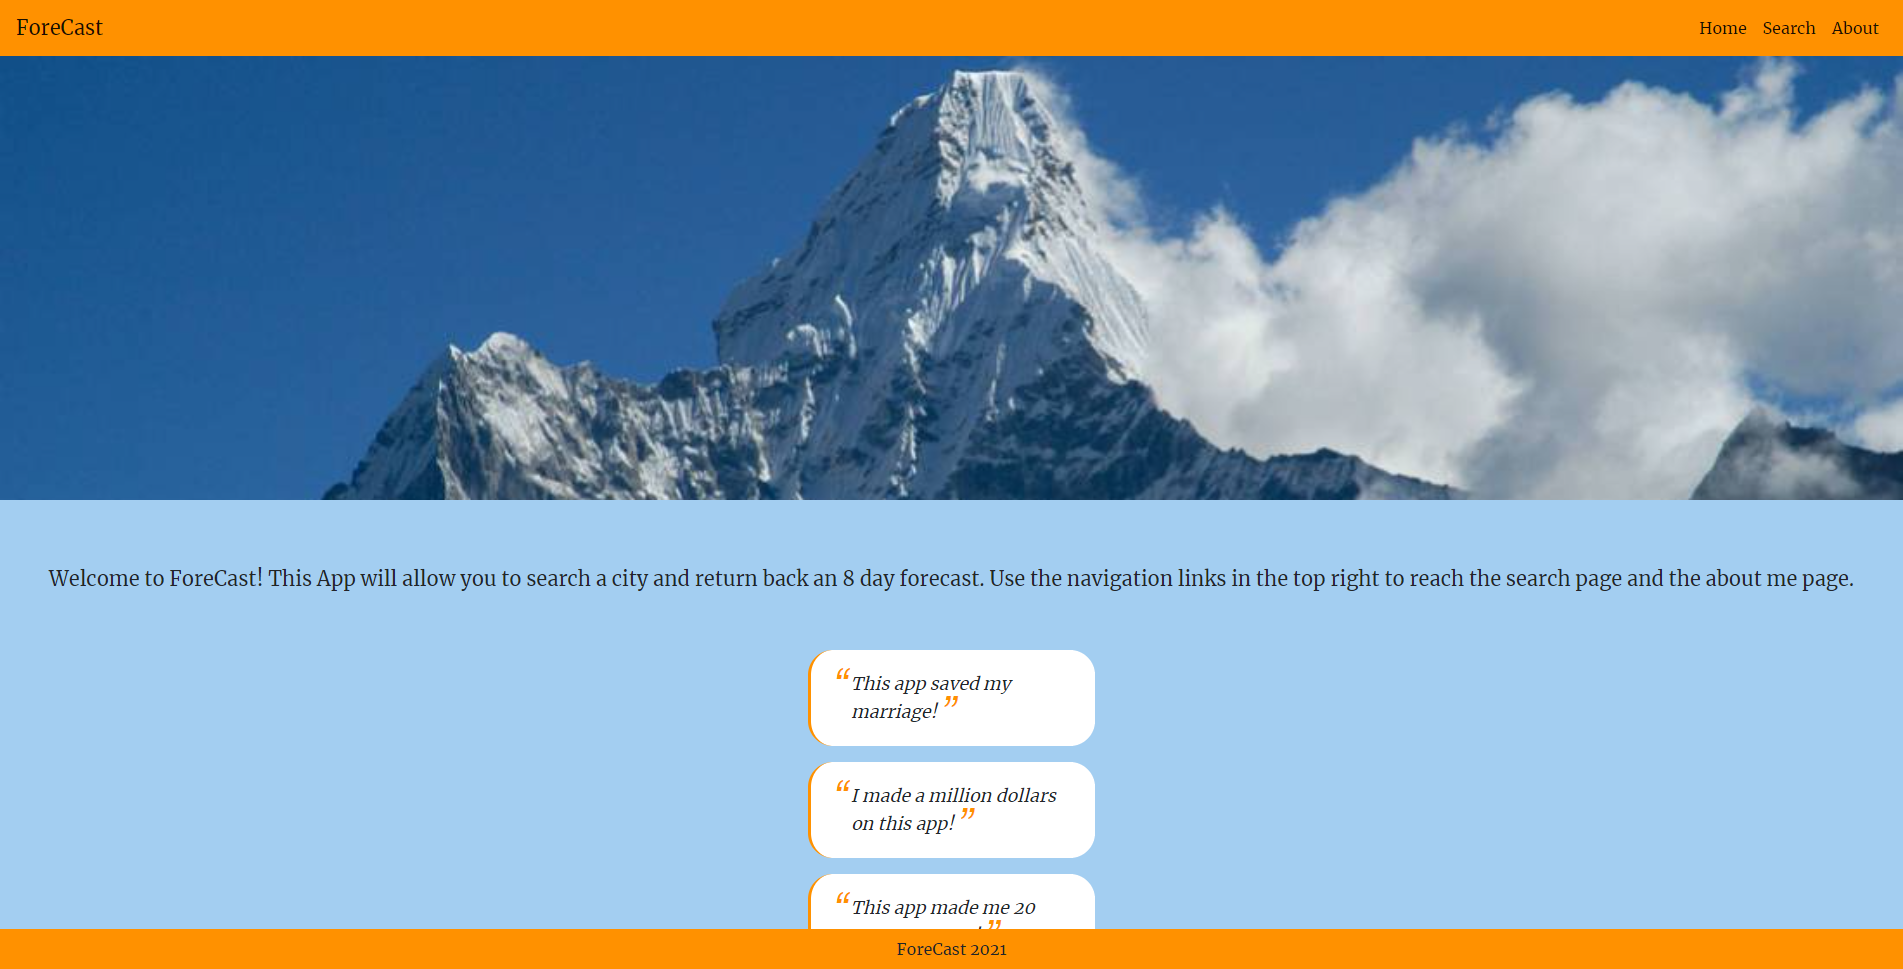 ForeCast
Home Search About
Welcome to ForeCast! This App will allow you to search a city and return back an 8 day forecast. Use the navigation links in the top right to reach the search page and the about me page.
“This app saved my
marriage!”
“I made a million dollars
on this app!”
“This app made me 20
!”
ForeCast 2021